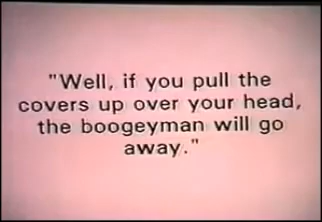 "Well, if you pull the
covers up over your head,
the boogeyman will go
away."